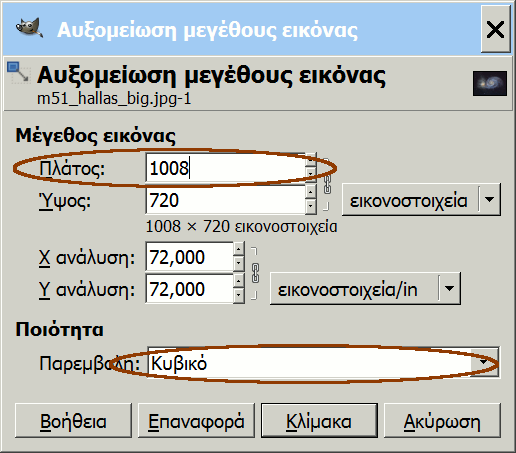 Αυξομείωση μεγέθους εικόνας
Αυξομείωση μεγέθους εικόνας
m51_hallas_big.jpg-1
Μέγεθος εικόνας
Πλάτος: 1008
Ύψος: 720 εικονοστοιχεία
1008 × 720 εικονοστοιχεία
X ανάλυση: 72,000
Y ανάλυση: 72,000 εικονοστοιχεία/in
Ποιότητα
Παρεμβολή: Κυβικό
Βοήθεια Επαναφορά Κλίμακα Ακύρωση